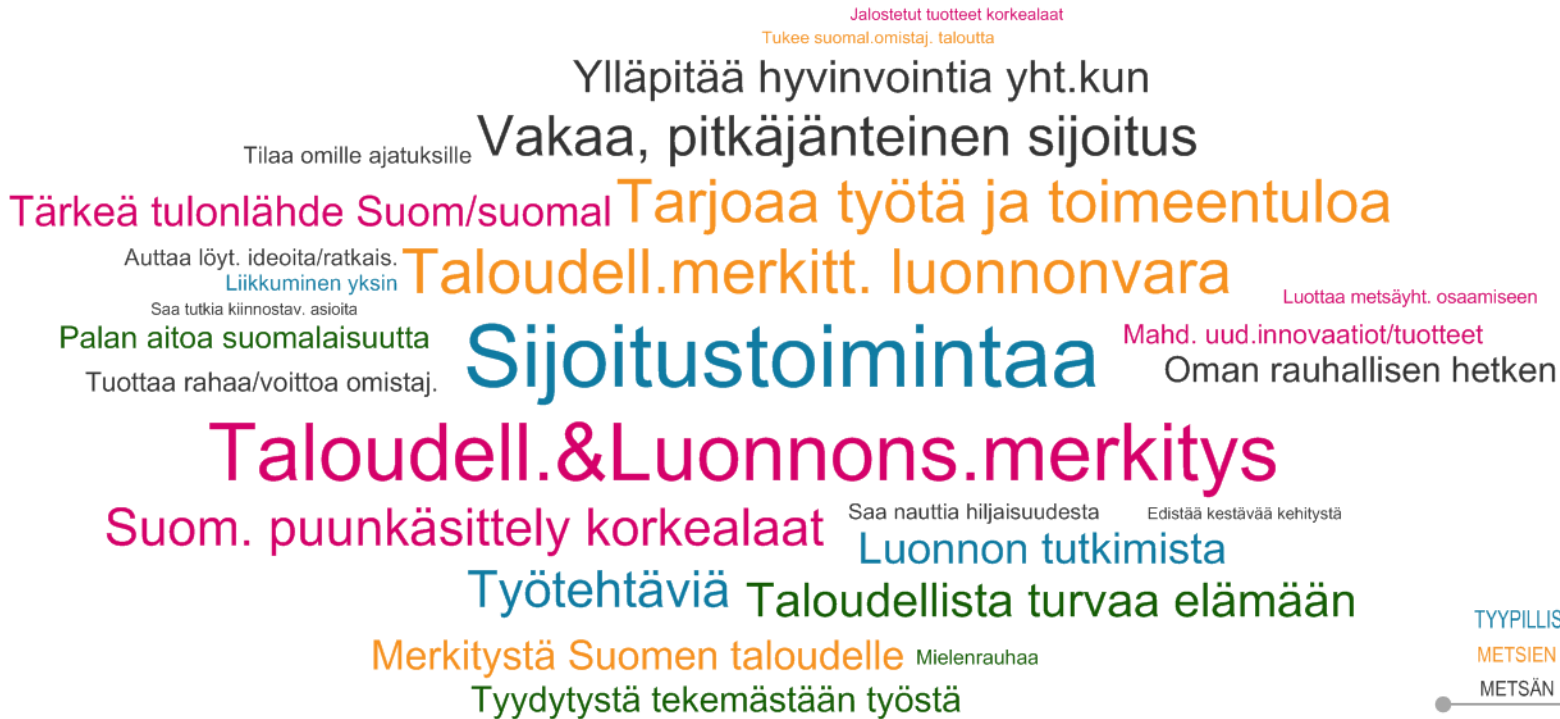 Jalostetut tuotteet korkealaat
Tukee suomal.omistaj. taloutta
Ylläpitää hyvinvointia yht.kun
Vakaa, pitkäjänteinen sijoitus
Tilaa omille ajatuksille
Tarjoaa työtä ja toimeentuloa
Tärkeä tulonlähde Suom/suomal
Auttaa löyt. ideoita/ratkais.
Taloudell.merkitt. luonnonvara
Liikkuminen yksin
Luottaa metsäyht. osaamiseen
Saa tutkia kiinnostav. asioita
Palan aitoa suomalaisuutta
Sijoitustoimintaa
Mahd. uud.innovaatiot/tuotteet
Tuottaa rahaa/voittoa omistaj.
Oman rauhallisen hetken
Taloudell.&Luonnons.merkitys
Suom. puunkäsittely korkealaat
Saa nauttia hiljaisuudesta
Edistää kestävää kehitystä
Luonnon tutkimista
Työtehtäviä
Taloudellista turvaa elämään
Merkitystä Suomen taloudelle
Mielenrauhaa
Tyydytystä tekemästään työstä
TYYPILLIS
METSIEN
METSÄN